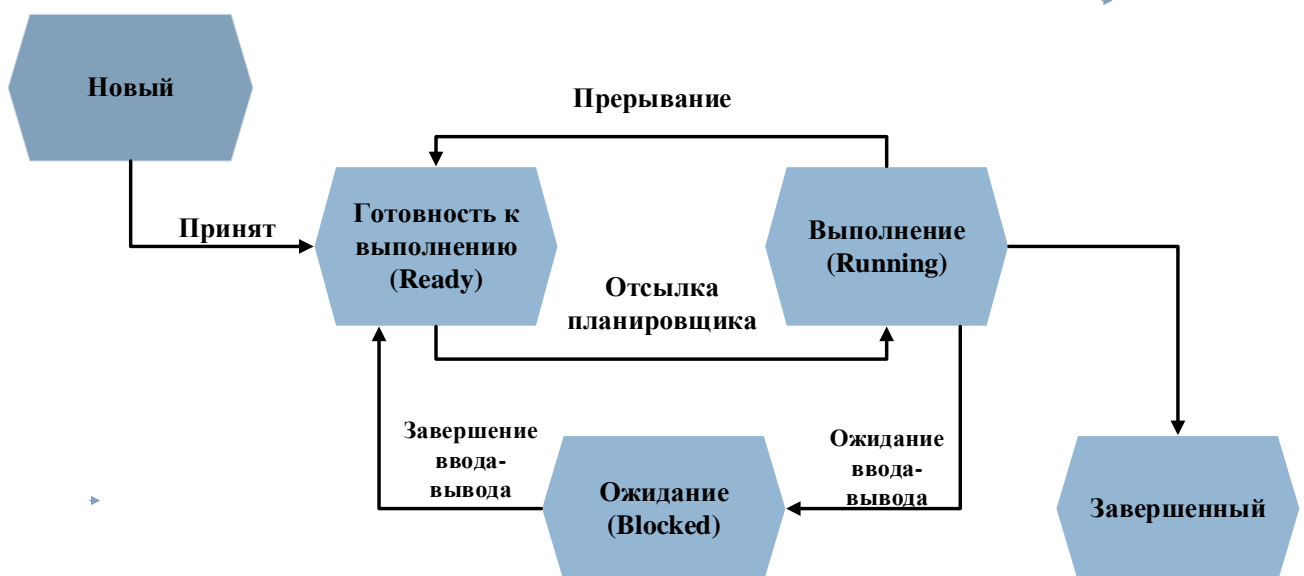 Новый
Прерывание
Принят
Готовность к
выполнению
(Ready)
Выполнение
(Running)
Отсылка
планировщика
Завершение
ввода-
вывода
Ожидание
ввода-
вывода
Ожидание
(Blocked)
Завершенный